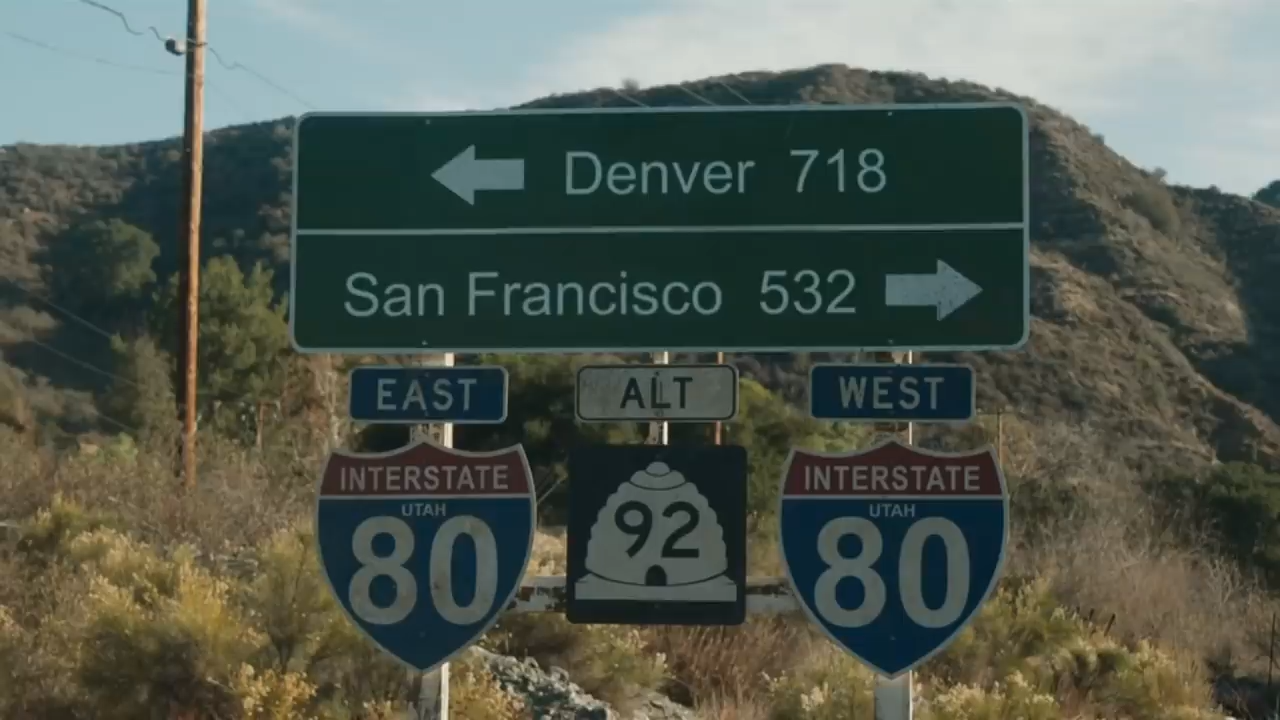 Denver 718
San Francisco 532
EAST
ALT
WEST
INTERSTATE
UTAH
80
92
INTERSTATE
UTAH
80